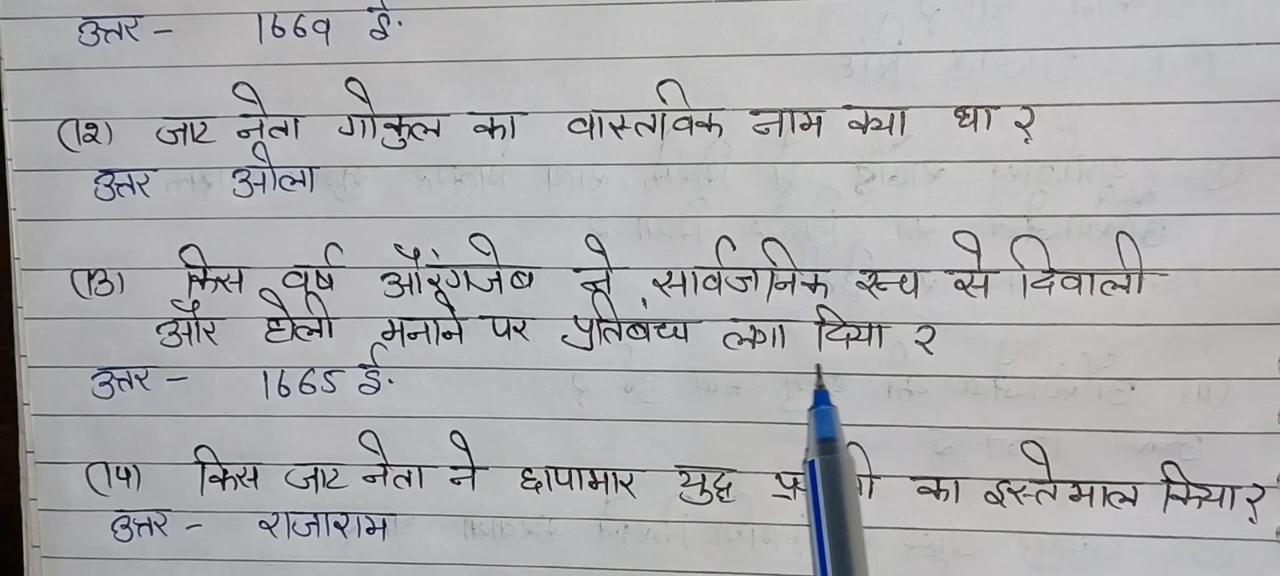 उत्तर - 1669 ई.
(12) जाट नेता गोकुल का वास्तविक नाम क्या था ?
उत्तर ओला
(13) किस वर्ष औरंगजेब ने सार्वजनिक रूप से दिवाली
और होली मनाने पर प्रतिबंध लगा दिया ?
उत्तर - 1665 ई.
(14) किस जाट नेता ने छापामार युद्ध का इस्तेमाल किया?
उत्तर - राजाराम